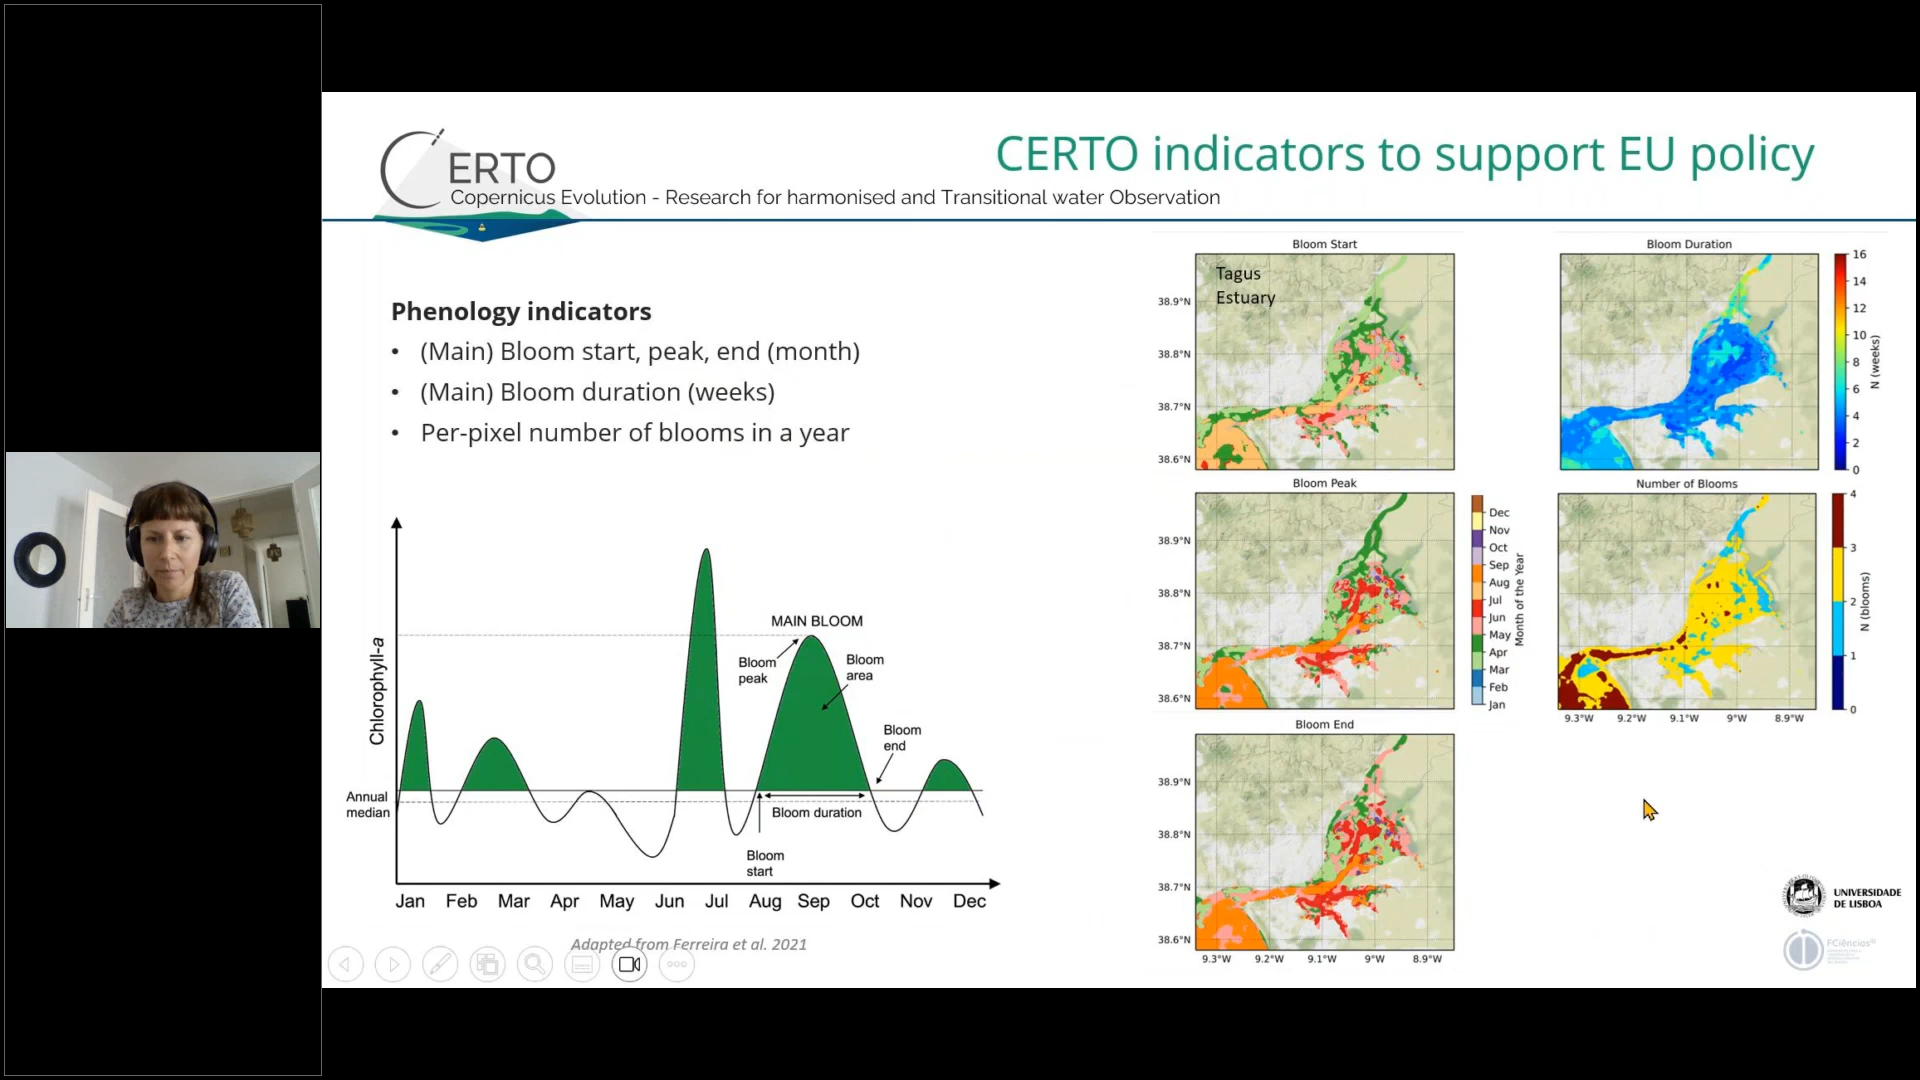 CERTO indicators to support EU policy
ERTO
Copernicus Evolution - Research for harmonised and Transitional water Observation
Phenology indicators
• (Main) Bloom start, peak, end (month)
• (Main) Bloom duration (weeks)
• Per-pixel number of blooms in a year
Chlorophyll-a
Annual
median
MAIN BLOOM
Bloom
peak
Bloom
area
Bloom
end
Bloom duration
Bloom
start
Jan Feb Mar Apr May Jun Jul Aug Sep Oct Nov Dec
Adapted from Ferreira et al. 2021
Bloom Start
Tagus
Estuary
38.9°N
38.8°N
38.7°N
38.6°N
Bloom Duration
16
14
12
10
8
6
4
2
0
N (weeks)
Bloom Peak
38.9°N
38.8°N
38.7°N
38.6°N
Dec
Nov
Oct
Sep
Aug
Jul
Jun
May
Apr
Mar
Feb
Jan
Month of the Year
Number of Blooms
4
3
2
1
0
N (blooms)
9.3°W 9.2°W 9.1°W 9°W 8.9°W
Bloom End
38.9°N
38.8°N
38.7°N
38.6°N
9.3°W 9.2°W 9.1°W 9°W 8.9°W
UNIVERSIDADE
DE LISBOA
FCiências